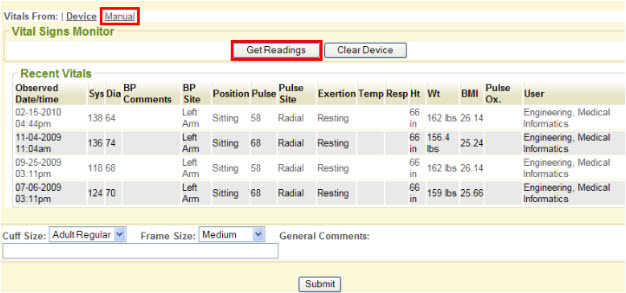 Vitals From: | Device Manual
Vital Signs Monitor
Get Readings Clear Device
Recent Vitals
Observed Date/time Sys Dia BP Comments BP Site Position Pulse Pulse Site Exertion Temp Resp Ht Wt BMI Pulse Ox. User
02-15-2010 04:44pm 138 64 Left Arm Sitting 58 Radial Resting 66 in 162 lbs 26.14 Engineering, Medical Informatics
11-04-2009 11:04am 136 74 Left Arm Sitting 68 Radial Resting 66 in 156.4 lbs 25.24 Engineering, Medical Informatics
09-25-2009 03:11pm 118 68 Left Arm Sitting 58 Radial Resting 66 in 162 lbs 26.14 Engineering, Medical Informatics
07-06-2009 03:11pm 124 70 Left Arm Sitting 68 Radial Resting 66 in 159 lbs 25.66 Engineering, Medical Informatics
Cuff Size: Adult Regular Frame Size: Medium General Comments:
Submit